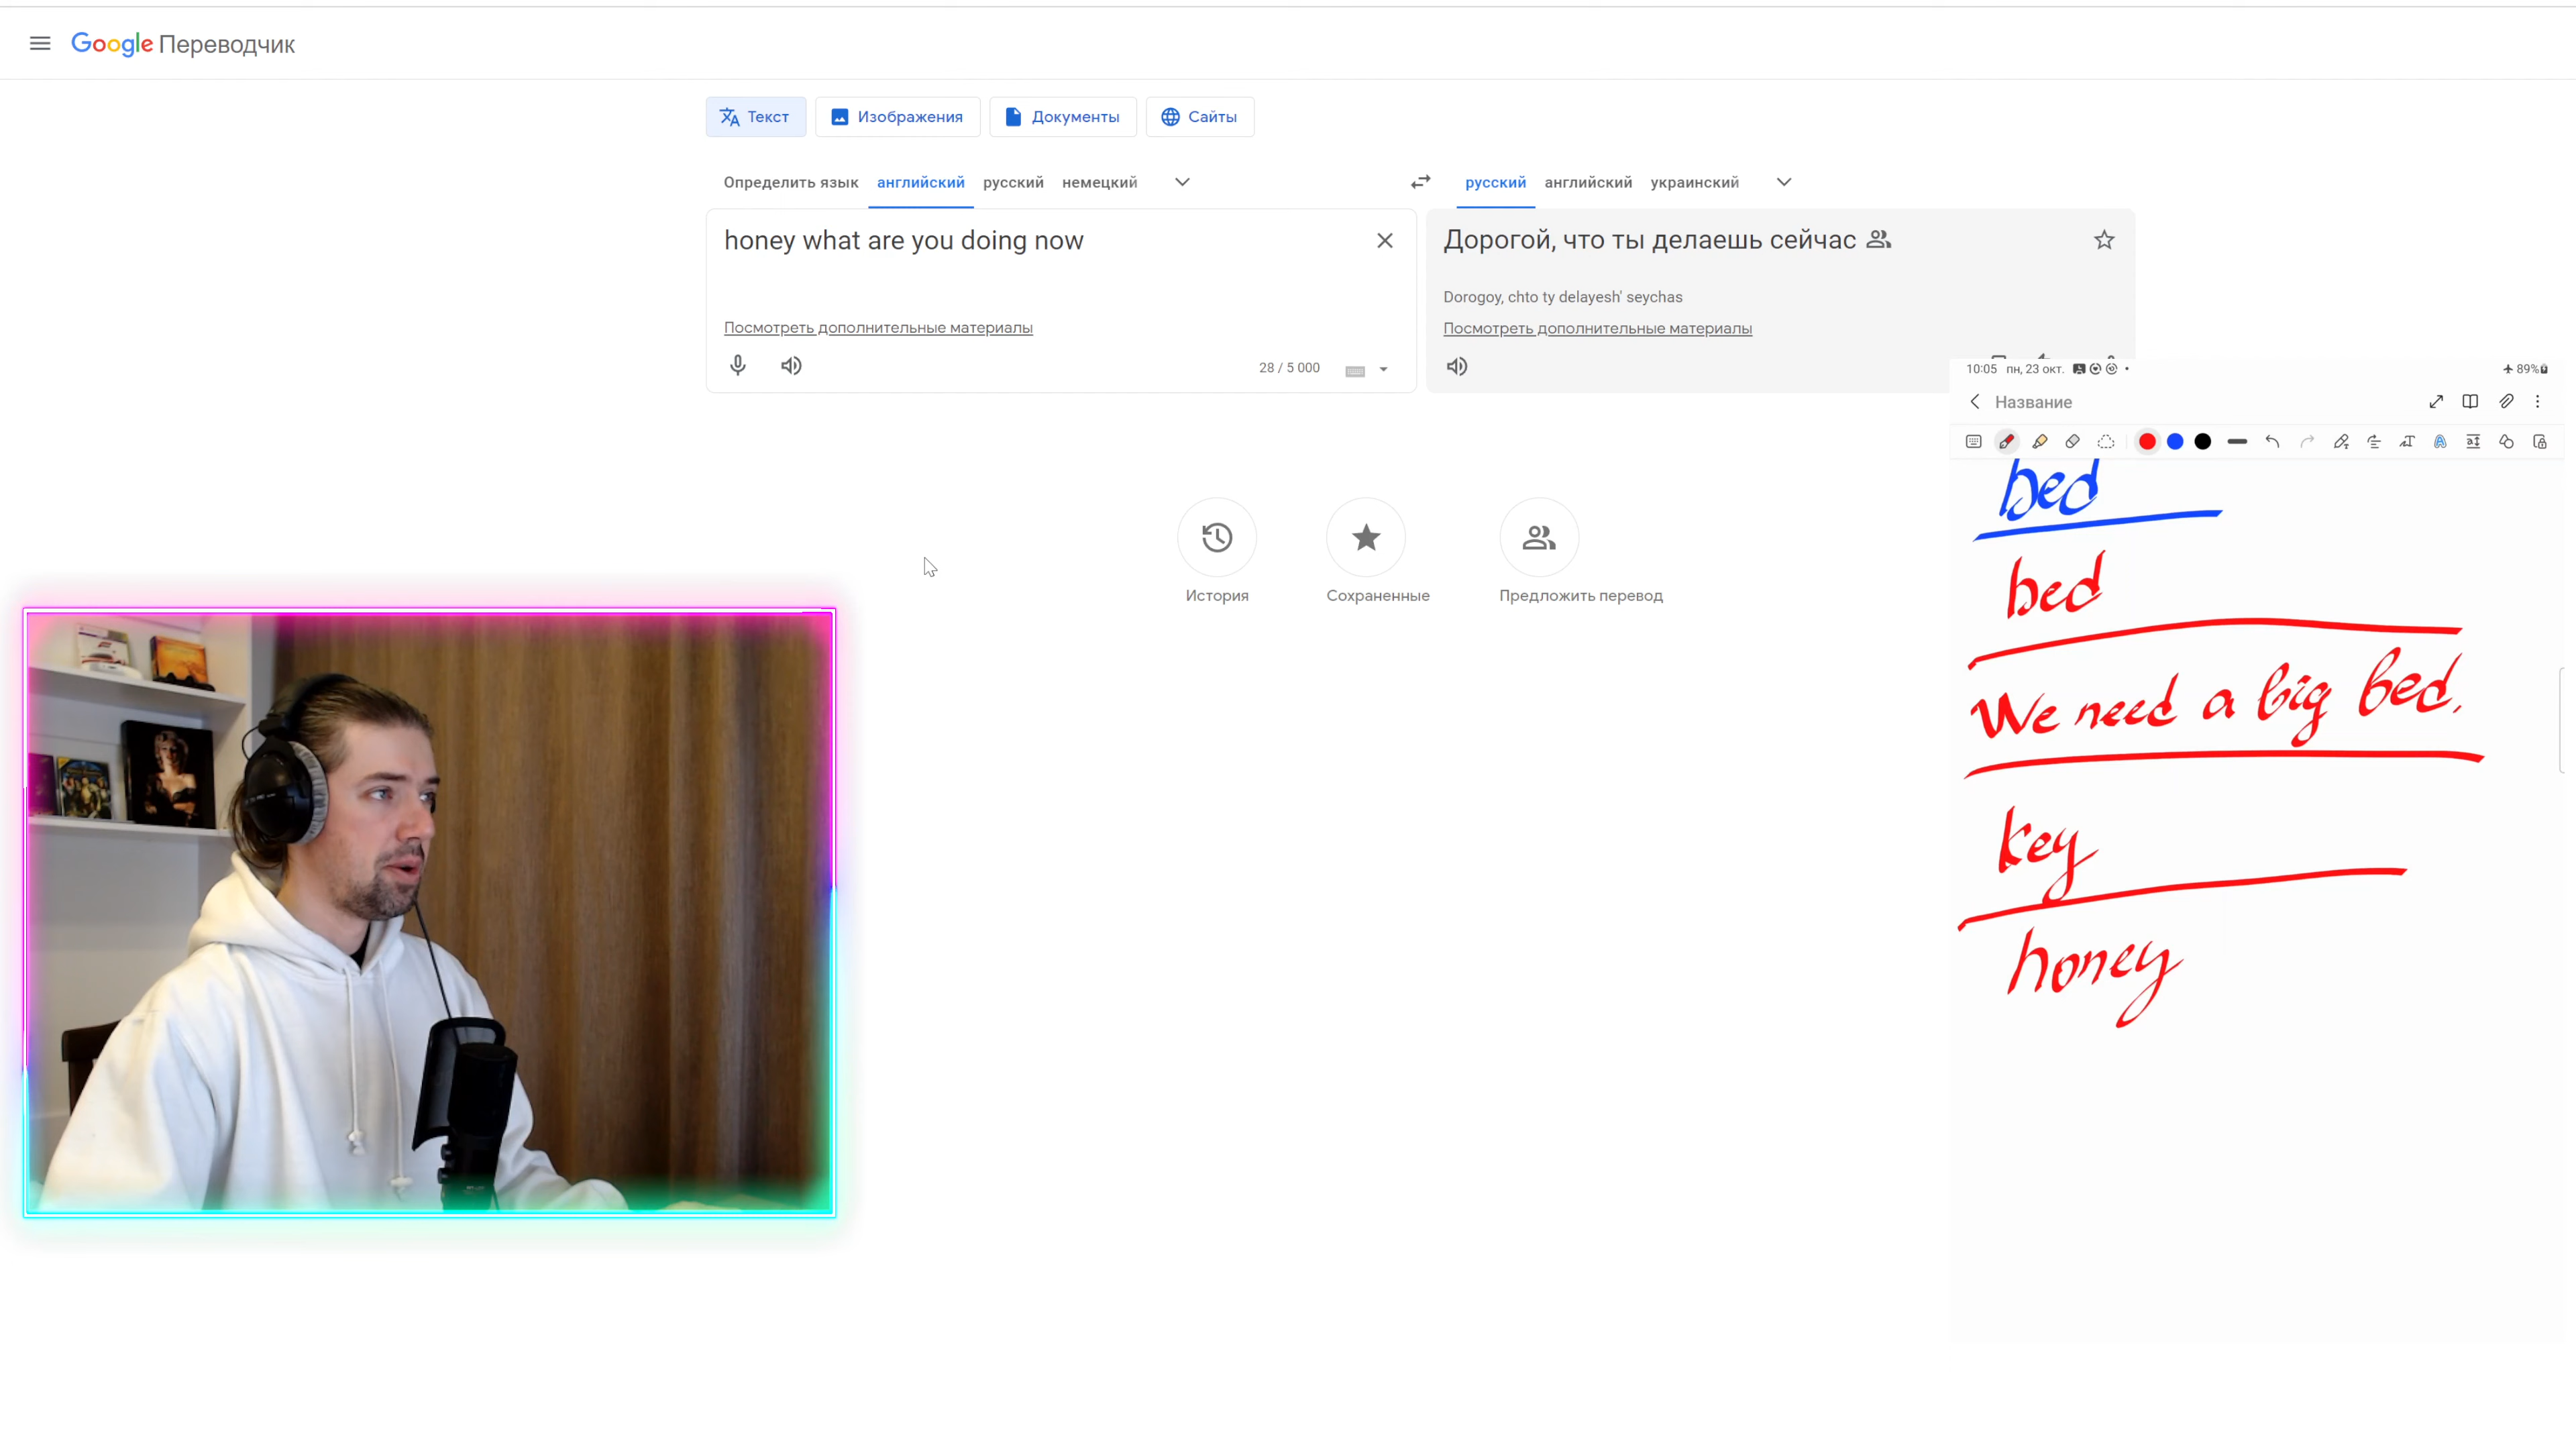 Google Переводчик
Текст Изображения Документы Сайты
Определить язык английский русский немецкий
русский английский украинский
honey what are you doing now
Дорогой, что ты делаешь сейчас
Dorogoy, chto ty delayesh' seychas
Посмотреть дополнительные материалы
Посмотреть дополнительные материалы
28 / 5 000
История Сохраненные Предложить перевод
10:05 пн, 23 окт. 89%
Название
bed
bed
We need a big bed.
key
honey